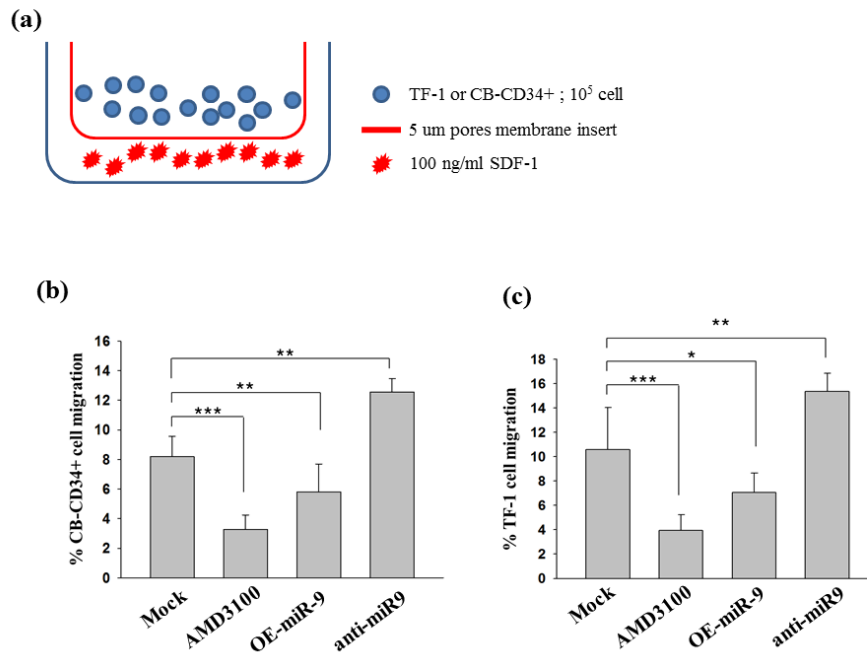 (a)
TF-1 or CB-CD34+ ; 10⁵ cell
5 um pores membrane insert
100 ng/ml SDF-1
(b)
% CB-CD34+ cell migration
16
14
12
10
8
6
4
2
0
**
**
***
Mock
AMD3100
OE-miR-9
anti-miR9
(c)
% TF-1 cell migration
18
16
14
12
10
8
6
4
2
0
**
*
***
Mock
AMD3100
OE-miR-9
anti-miR9